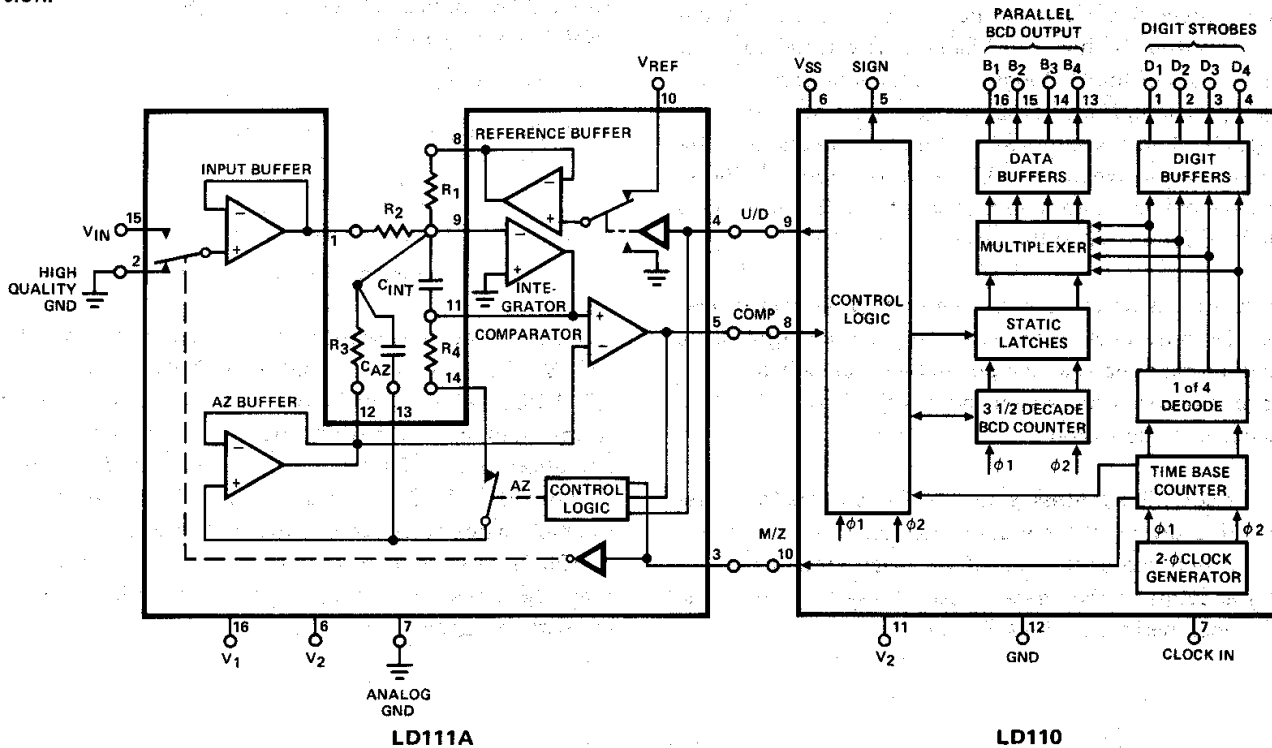 PARALLEL
BCD OUTPUT
DIGIT STROBES
VSS
SIGN
B1 B2 B3 B4
D1 D2 D3 D4
6
5
16 15 14 13
1 2 3 4
VREF
10
8
REFERENCE BUFFER
INPUT BUFFER
R1
R2
15
VIN
2
HIGH
QUALITY
GND
1
9
4
U/D
9
CINT
INTE-
GRATOR
11
COMPARATOR
5
COMP
8
R3
CAZ
R4
14
12
13
AZ BUFFER
AZ
CONTROL
LOGIC
3
M/Z
10
16
V1
6
V2
7
ANALOG
GND
LD111A
CONTROL
LOGIC
ϕ1
ϕ2
DATA
BUFFERS
DIGIT
BUFFERS
MULTIPLEXER
STATIC
LATCHES
3 1/2 DECADE
BCD COUNTER
ϕ1
ϕ2
1 of 4
DECODE
TIME BASE
COUNTER
ϕ1
ϕ2
2-ϕCLOCK
GENERATOR
11
V2
12
GND
7
CLOCK IN
LD110